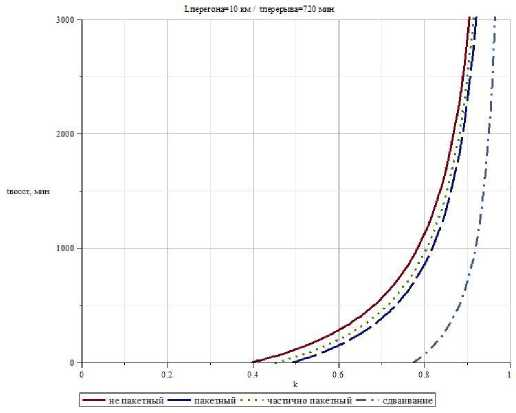 Lперегона=10 км / tперерыва=720 мин
3000
2000
tвосст, мин
1000
0
0 0.2 0.4 0.6 0.8 1
k
не пакетный пакетный частично пакетный сдваивание